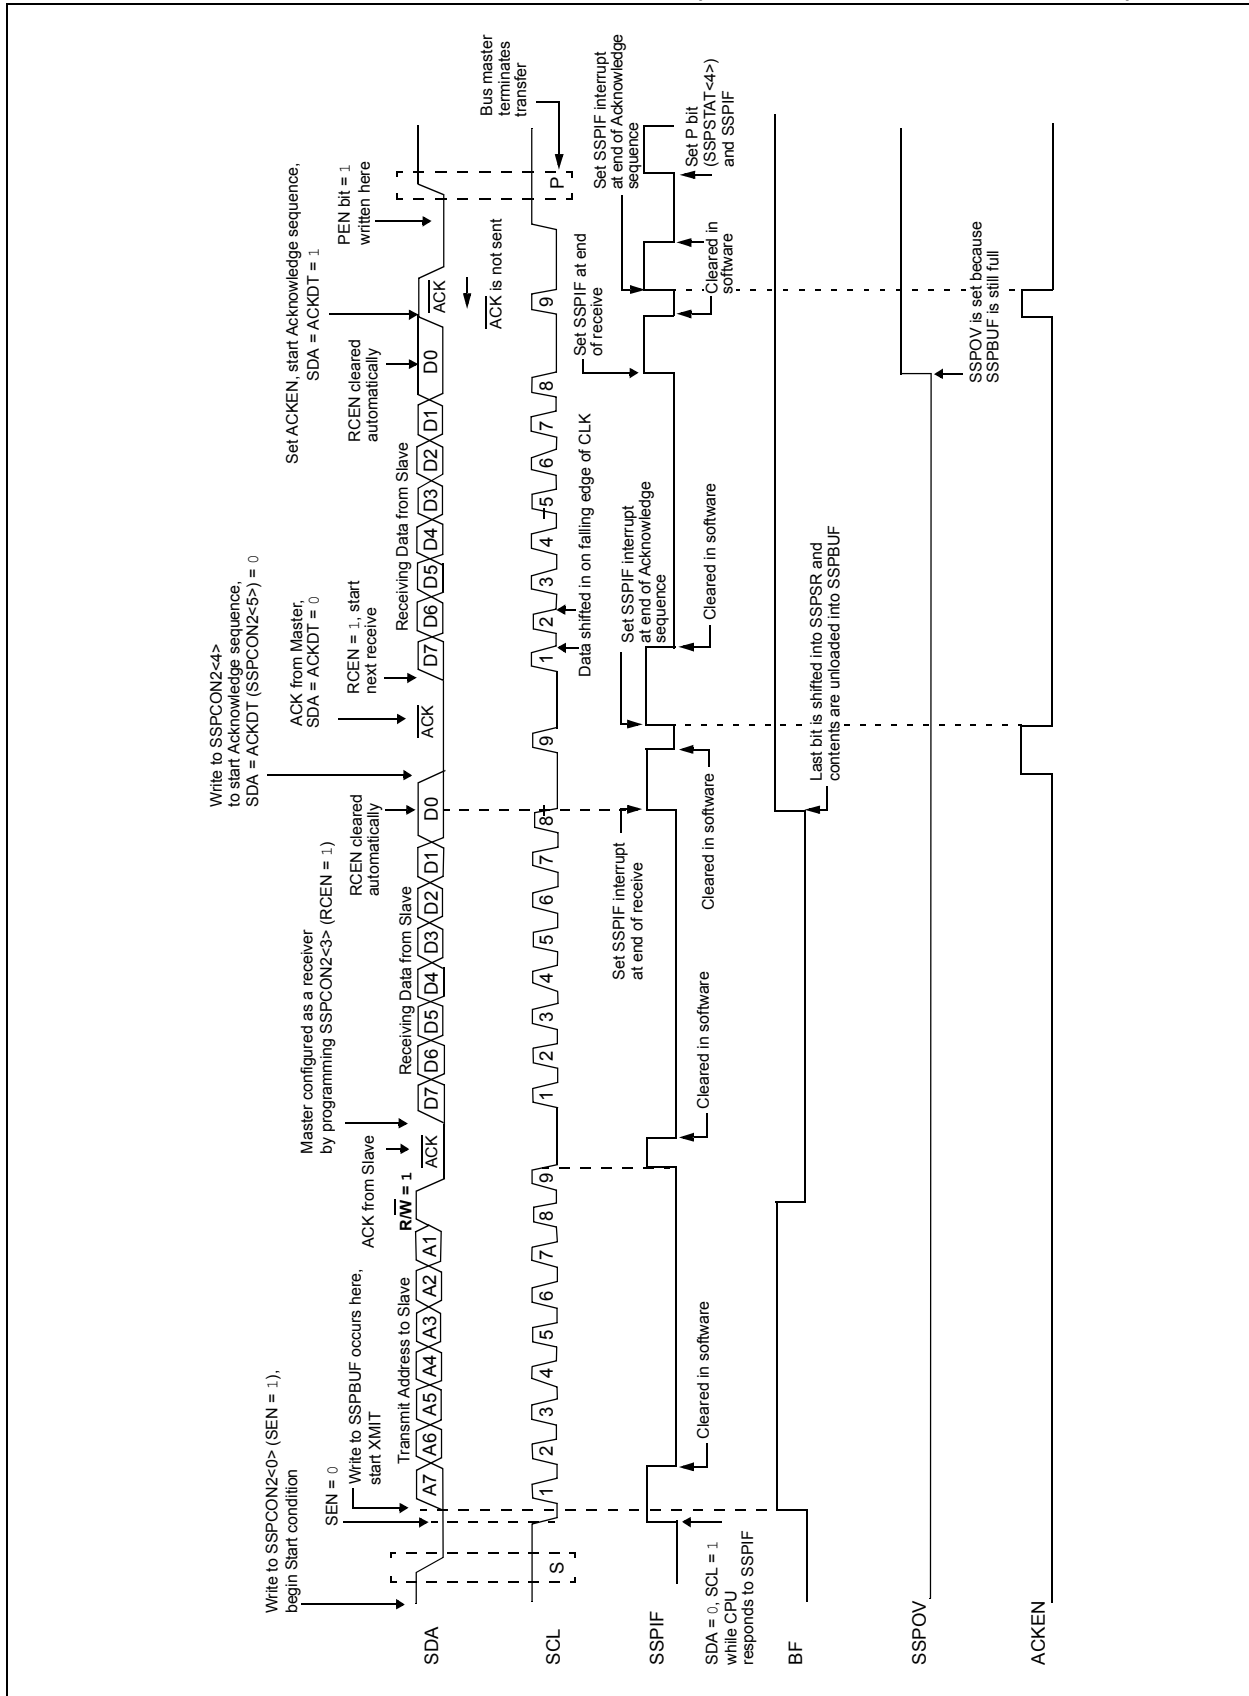 Write to SSPCON2<0> (SEN = 1),
begin Start condition
SEN = 0
Write to SSPBUF occurs here,
start XMIT
Transmit Address to Slave
R/W = 1
ACK from Slave
Master configured as a receiver
by programming SSPCON2<3> (RCEN = 1)
Receiving Data from Slave
RCEN cleared
automatically
Write to SSPCON2<4>
to start Acknowledge sequence,
SDA = ACKDT (SSPCON2<5>) = 0
ACK from Master,
SDA = ACKDT = 0
RCEN = 1, start
next receive
Receiving Data from Slave
RCEN cleared
automatically
Set ACKEN, start Acknowledge sequence,
SDA = ACKDT = 1
PEN bit = 1
written here
SDA
A7 A6 A5 A4 A3 A2 A1
ACK
D7 D6 D5 D4 D3 D2 D1 D0
ACK
D7 D6 D5 D4 D3 D2 D1 D0
ACK
ACK is not sent
Bus master
terminates
transfer
SCL
S
1 2 3 4 5 6 7 8 9
1 2 3 4 5 6 7 8 9
1 2 3 4 5 6 7 8 9
P
Data shifted in on falling edge of CLK
Set SSPIF at end
of receive
Set SSPIF interrupt
at end of Acknowledge
sequence
Set SSPIF interrupt
at end of receive
Set SSPIF interrupt
at end of Acknowledge
sequence
SSPIF
SDA = 0, SCL = 1
while CPU
responds to SSPIF
Cleared in software
Cleared in software
Cleared in software
Cleared in software
Cleared in
software
Set P bit
(SSPSTAT<4>)
and SSPIF
BF
Last bit is shifted into SSPSR and
contents are unloaded into SSPBUF
SSPOV
SSPOV is set because
SSPBUF is still full
ACKEN